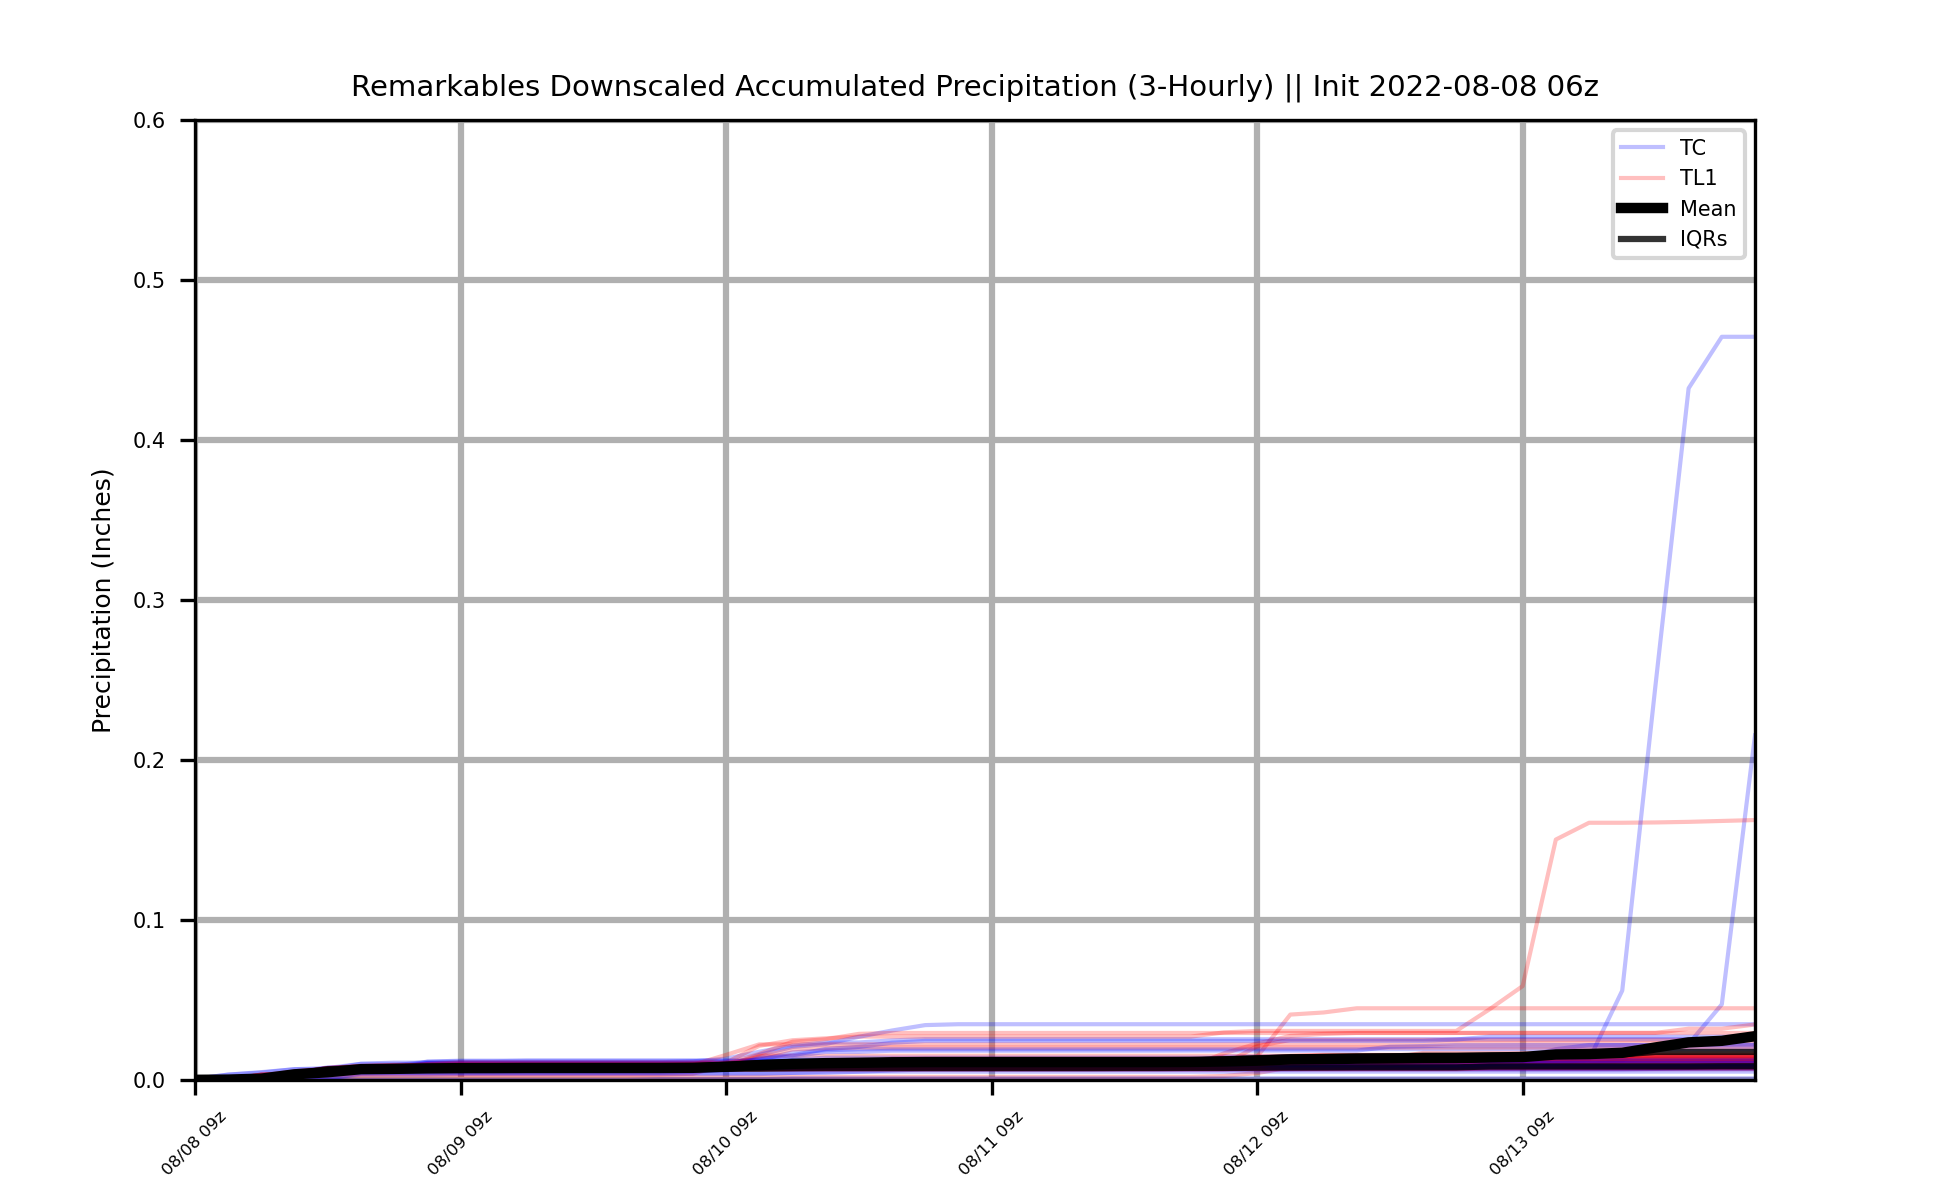 Remarkables Downscaled Accumulated Precipitation (3-Hourly) || Init 2022-08-08 06z
0.6
0.5
0.4
0.3
0.2
0.1
0.0
Precipitation (Inches)
TC
TL1
Mean
IQRs
08/08 09z
08/09 09z
08/10 09z
08/11 09z
08/12 09z
08/13 09z